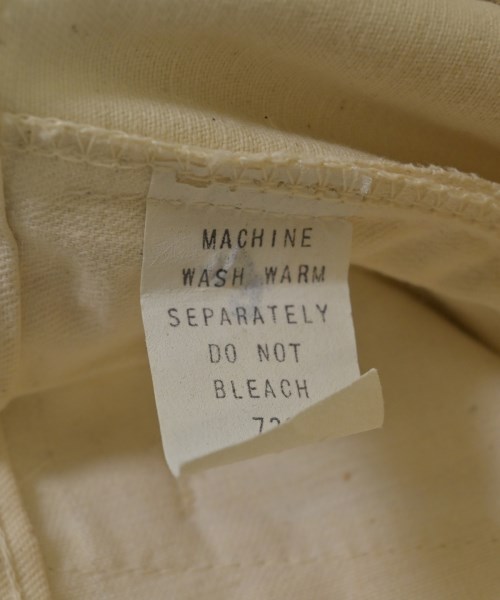 MACHINE
WASH WARM
SEPARATELY
DO NOT
BLEACH